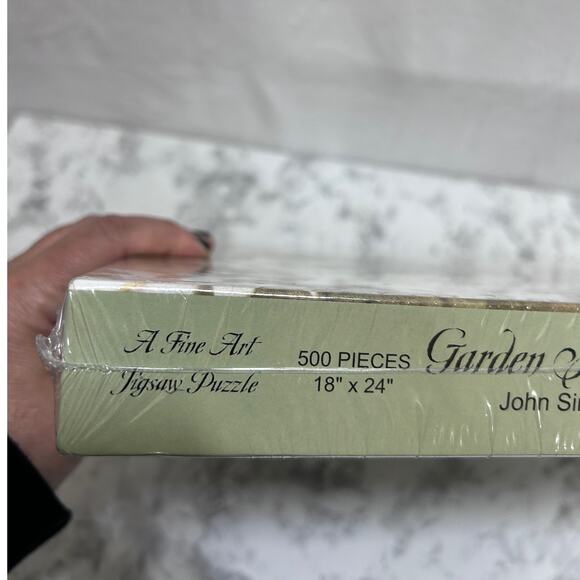 A Fine Art
Jigsaw Puzzle
500 PIECES
18" x 24"
Garden
John